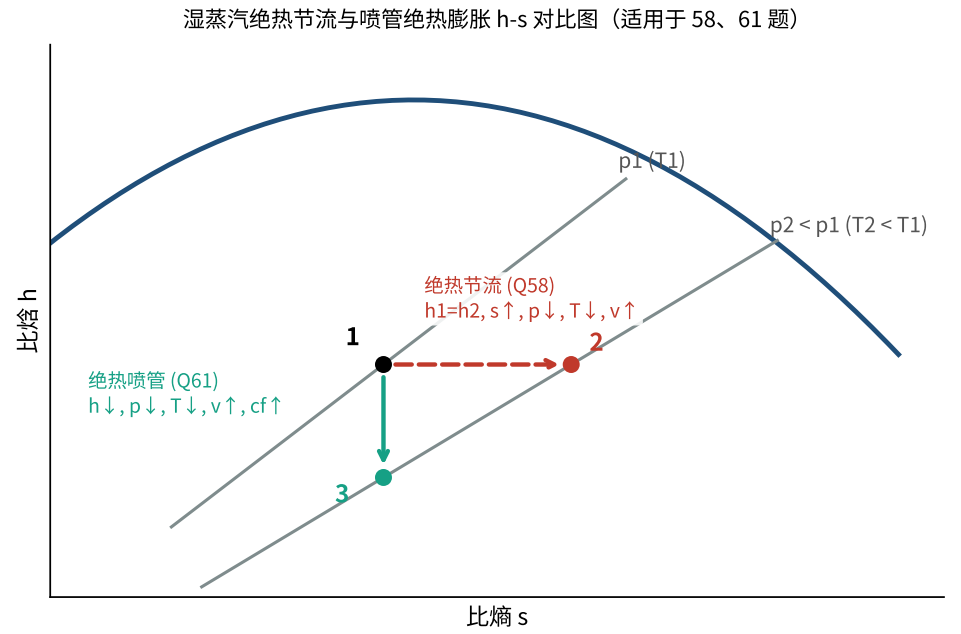 湿蒸汽绝热节流与喷管绝热膨胀 h-s 对比图（适用于 58、61 题）
p1 (T1)
p2 < p1 (T2 < T1)
绝热节流 (Q58)
h1=h2, s↑, p↓, T↓, v↑
1
2
绝热喷管 (Q61)
h↓, p↓, T↓, v↑, cf↑
3
比焓 h
比熵 s